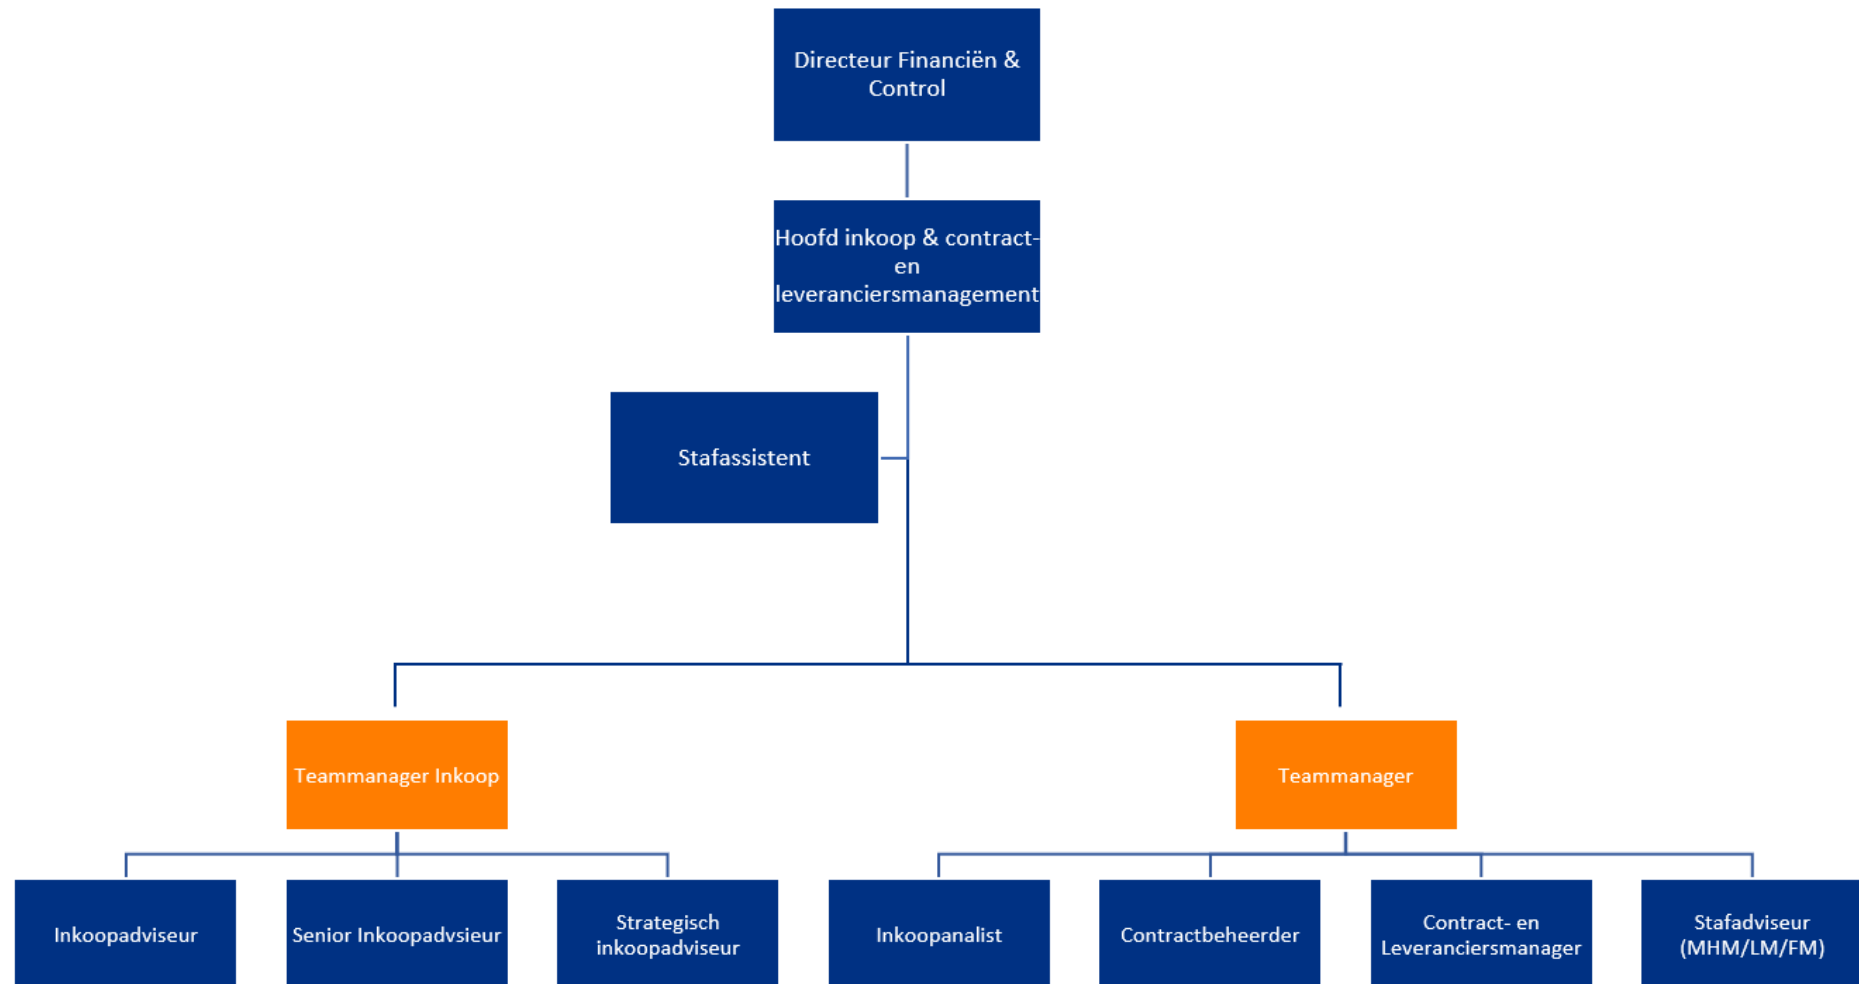 Directeur Financiën &
Control
Hoofd inkoop & contract-
en
leveranciersmanagement
Stafassistent
Teammanager Inkoop
Teammanager
Inkoopadviseur
Senior Inkoopadvsieur
Strategisch
inkoopadviseur
Inkoopanalist
Contractbeheerder
Contract- en
Leveranciersmanager
Stafadviseur
(MHM/LM/FM)